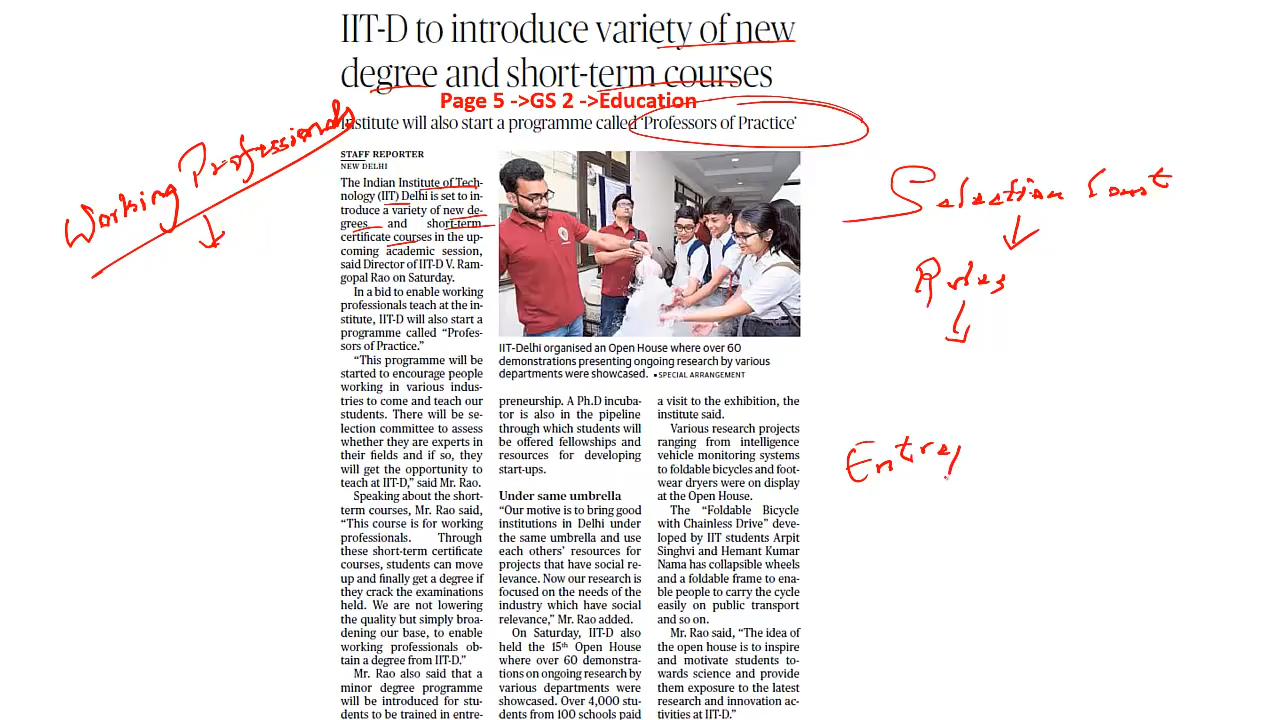 IIT-D to introduce variety of new
degree and short-term courses
Page 5 ->GS 2 ->Education
Institute will also start a programme called 'Professors of Practice'
STAFF REPORTER
NEW DELHI
The Indian Institute of Tech-
nology (IIT) Delhi is set to in-
troduce a variety of new de-
grees and short-term
certificate courses in the up-
coming academic session,
said Director of IIT-D V. Ram-
gopal Rao on Saturday.
In a bid to enable working
professionals teach at the in-
stitute, IIT-D will also start a
programme called "Profes-
sors of Practice."
"This programme will be
started to encourage people
working in various indus-
tries to come and teach our
students. There will be se-
lection committee to assess
whether they are experts in
their fields and if so, they
will get the opportunity to
teach at IIT-D," said Mr. Rao.
Speaking about the short-
term courses, Mr. Rao said,
"This course is for working
professionals. Through
these short-term certificate
courses, students can move
up and finally get a degree if
they crack the examinations
held. We are not lowering
the quality but simply broa-
dening our base, to enable
working professionals ob-
tain a degree from IIT-D."
Mr. Rao also said that a
minor degree programme
will be introduced for stu-
dents to be trained in entre-
IIT-Delhi organised an Open House where over 60
demonstrations presenting ongoing research by various
departments were showcased. ▪SPECIAL ARRANGEMENT
preneurship. A Ph.D incuba-
tor is also in the pipeline
through which students will
be offered fellowships and
resources for developing
start-ups.
Under same umbrella
"Our motive is to bring good
institutions in Delhi under
the same umbrella and use
each others' resources for
projects that have social re-
levance. Now our research is
focused on the needs of the
industry which have social
relevance," Mr. Rao added.
On Saturday, IIT-D also
held the 15th Open House
where over 60 demonstra-
tions on ongoing research by
various departments were
showcased. Over 4,000 stu-
dents from 100 schools paid
a visit to the exhibition, the
institute said.
Various research projects
ranging from intelligence
vehicle monitoring systems
to foldable bicycles and foot-
wear dryers were on display
at the Open House.
The "Foldable Bicycle
with Chainless Drive" deve-
loped by IIT students Arpit
Singhvi and Hemant Kumar
Nama has collapsible wheels
and a foldable frame to ena-
ble people to carry the cycle
easily on public transport
and so on.
Mr. Rao said, "The idea of
the open house is to inspire
and motivate students to-
wards science and provide
them exposure to the latest
research and innovation ac-
tivities at IIT-D."
Working Professionals
Selection
Rules
Entre